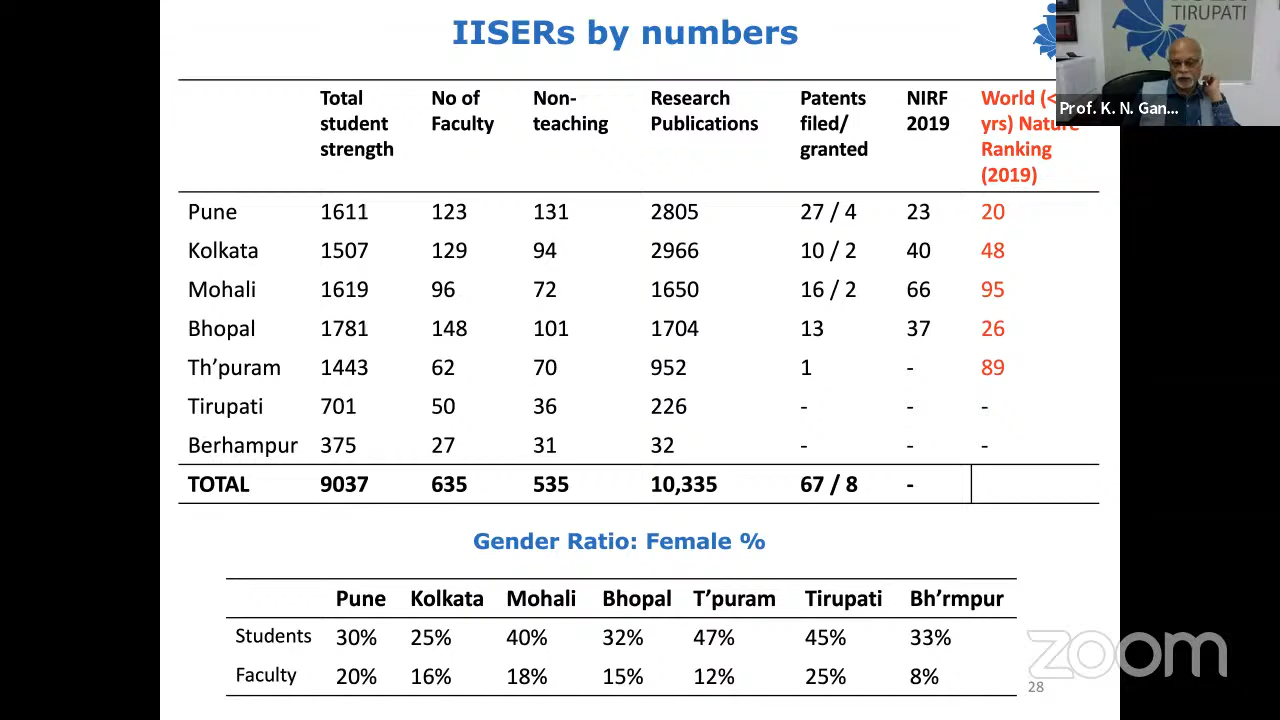 IISERs by numbers
TIRUPATI
Prof. K. N. Gan...
Total student strength No of Faculty Non-teaching Research Publications Patents filed/ granted NIRF 2019 World (< yrs) Nature Ranking (2019)
Pune 1611 123 131 2805 27 / 4 23 20
Kolkata 1507 129 94 2966 10 / 2 40 48
Mohali 1619 96 72 1650 16 / 2 66 95
Bhopal 1781 148 101 1704 13 37 26
Th’puram 1443 62 70 952 1 - 89
Tirupati 701 50 36 226 - - -
Berhampur 375 27 31 32 - - -
TOTAL 9037 635 535 10,335 67 / 8 -
Gender Ratio: Female %
Pune Kolkata Mohali Bhopal T’puram Tirupati Bh’rmpur
Students 30% 25% 40% 32% 47% 45% 33%
Faculty 20% 16% 18% 15% 12% 25% 8%
zoom
28